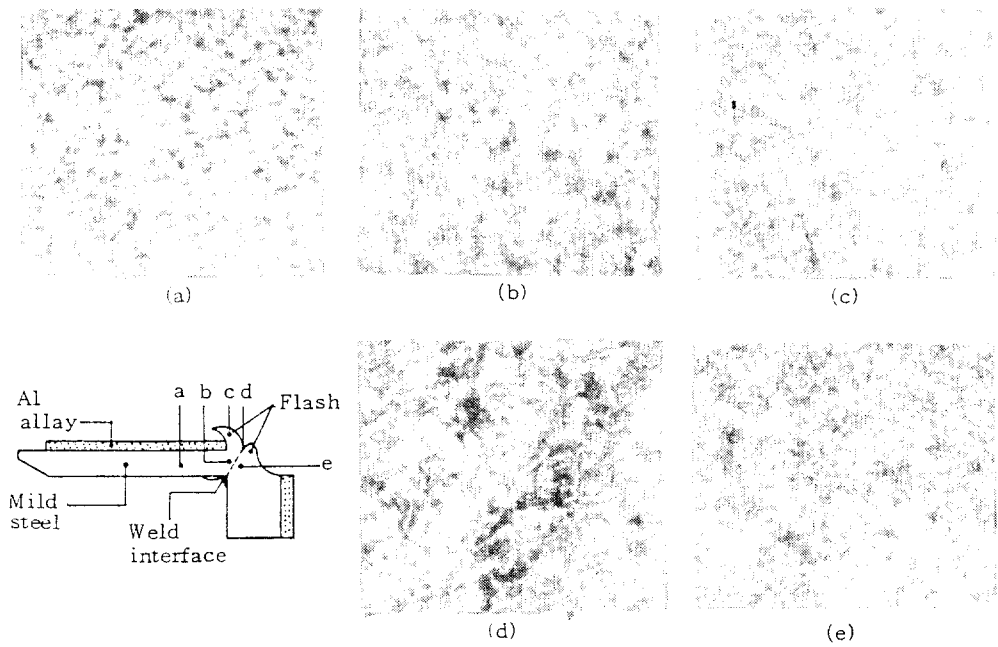 (a)
(b)
(c)
a b c d
Flash
Al
allay
e
Mild
steel
Weld
interface
(d)
(e)